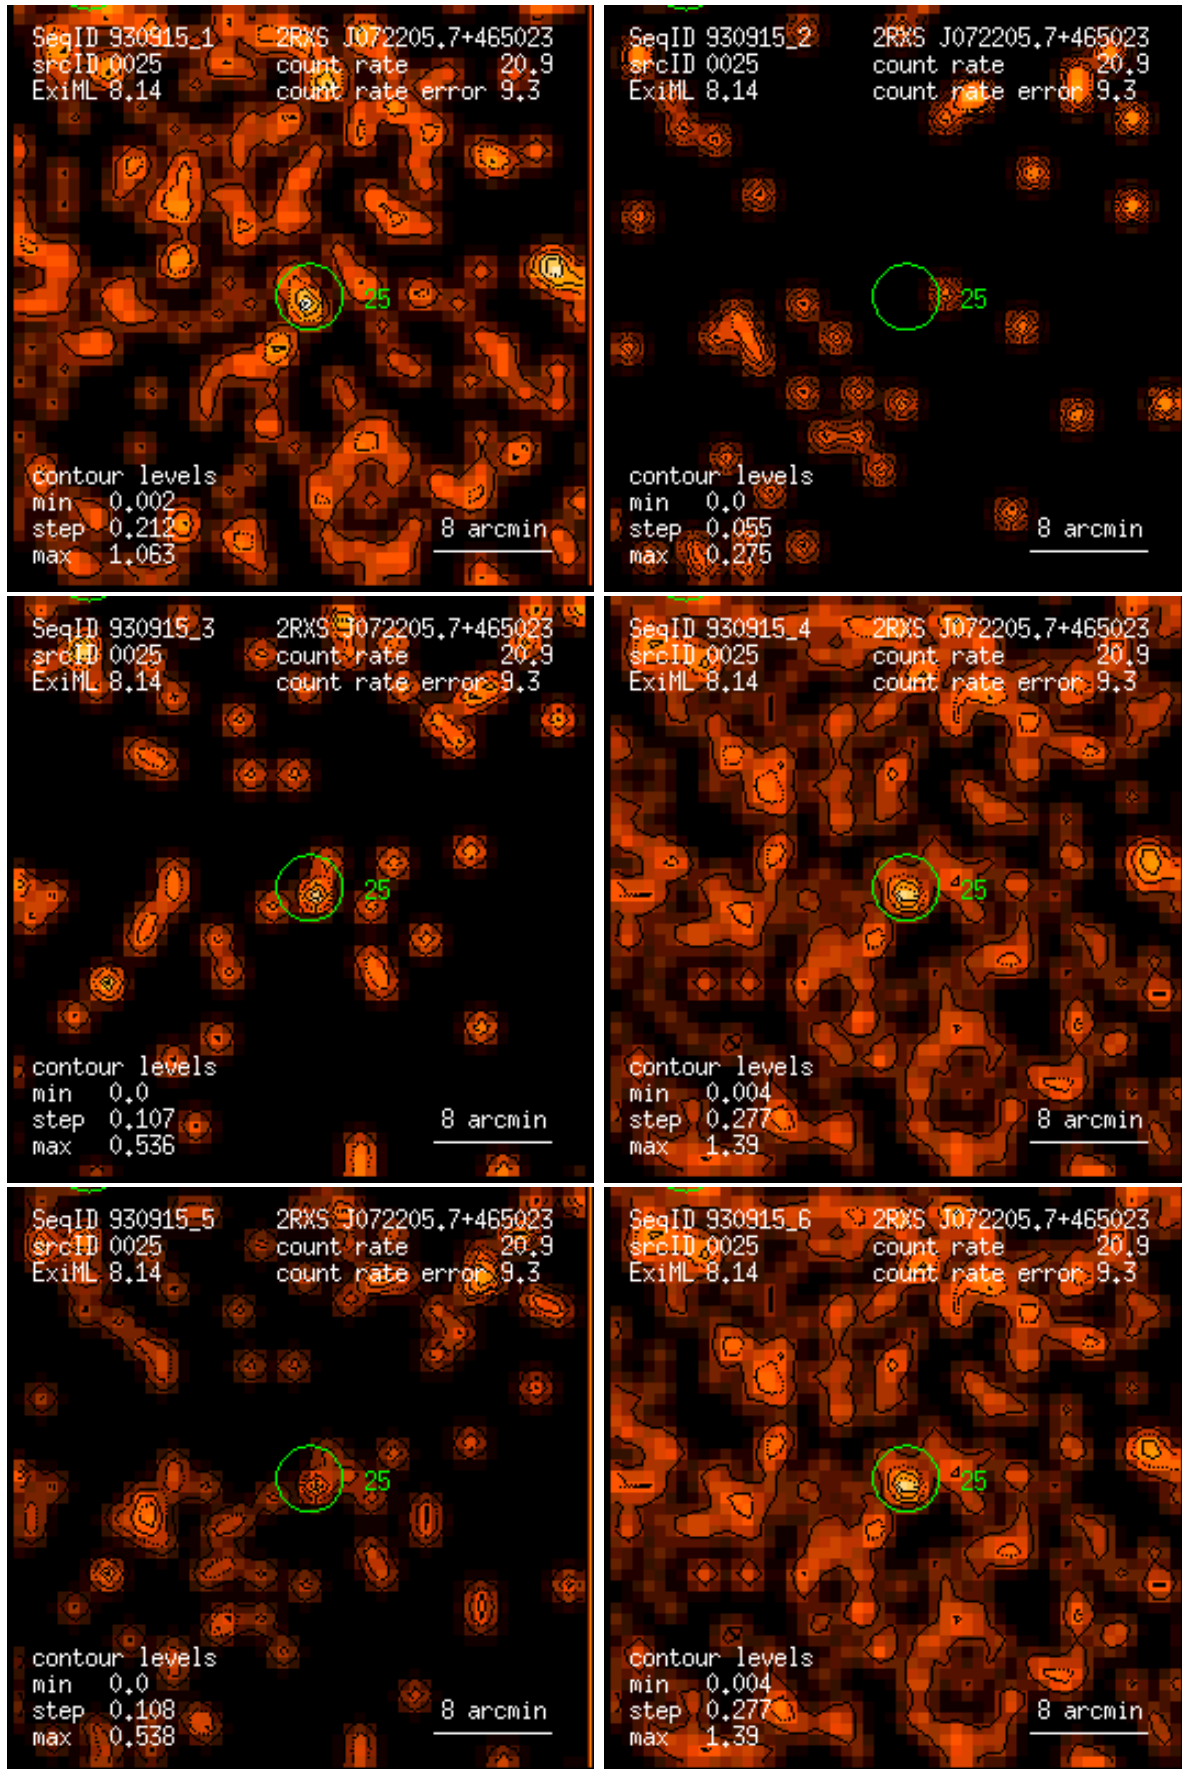 SeqID 930915_1 2RXS J072205.7+465023
srcID 0025 count rate 20.9
ExiML 8.14 count rate error 9.3
25
contour levels
min 0.002
step 0.212
max 1.063
8 arcmin
SeqID 930915_2 2RXS J072205.7+465023
srcID 0025 count rate 20.9
ExiML 8.14 count rate error 9.3
25
contour levels
min 0.0
step 0.055
max 0.275
8 arcmin
SeqID 930915_3 2RXS J072205.7+465023
srcID 0025 count rate 20.9
ExiML 8.14 count rate error 9.3
25
contour levels
min 0.0
step 0.107
max 0.536
8 arcmin
SeqID 930915_4 2RXS J072205.7+465023
srcID 0025 count rate 20.9
ExiML 8.14 count rate error 9.3
25
contour levels
min 0.004
step 0.277
max 1.39
8 arcmin
SeqID 930915_5 2RXS J072205.7+465023
srcID 0025 count rate 20.9
ExiML 8.14 count rate error 9.3
25
contour levels
min 0.0
step 0.108
max 0.538
8 arcmin
SeqID 930915_6 2RXS J072205.7+465023
srcID 0025 count rate 20.9
ExiML 8.14 count rate error 9.3
25
contour levels
min 0.004
step 0.277
max 1.39
8 arcmin